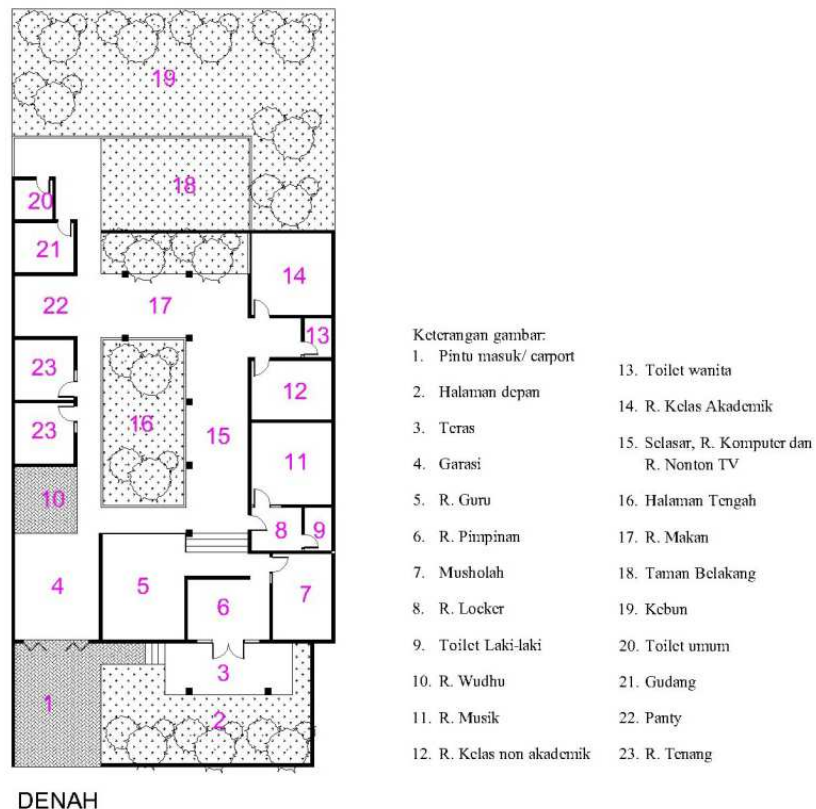 19
18
20
21
14
22
17
13
23
12
16
23
15
11
10
8
9
4
5
6
7
3
1
2
DENAH
Keterangan gambar:
1. Pintu masuk/ carport
2. Halaman depan
3. Teras
4. Garasi
5. R. Guru
6. R. Pimpinan
7. Musholah
8. R. Locker
9. Toilet Laki-laki
10. R. Wudhu
11. R. Musik
12. R. Kelas non akademik
13. Toilet wanita
14. R. Kelas Akademik
15. Selasar, R. Komputer dan
R. Nonton TV
16. Halaman Tengah
17. R. Makan
18. Taman Belakang
19. Kebun
20. Toilet umum
21. Gudang
22. Panty
23. R. Tenang